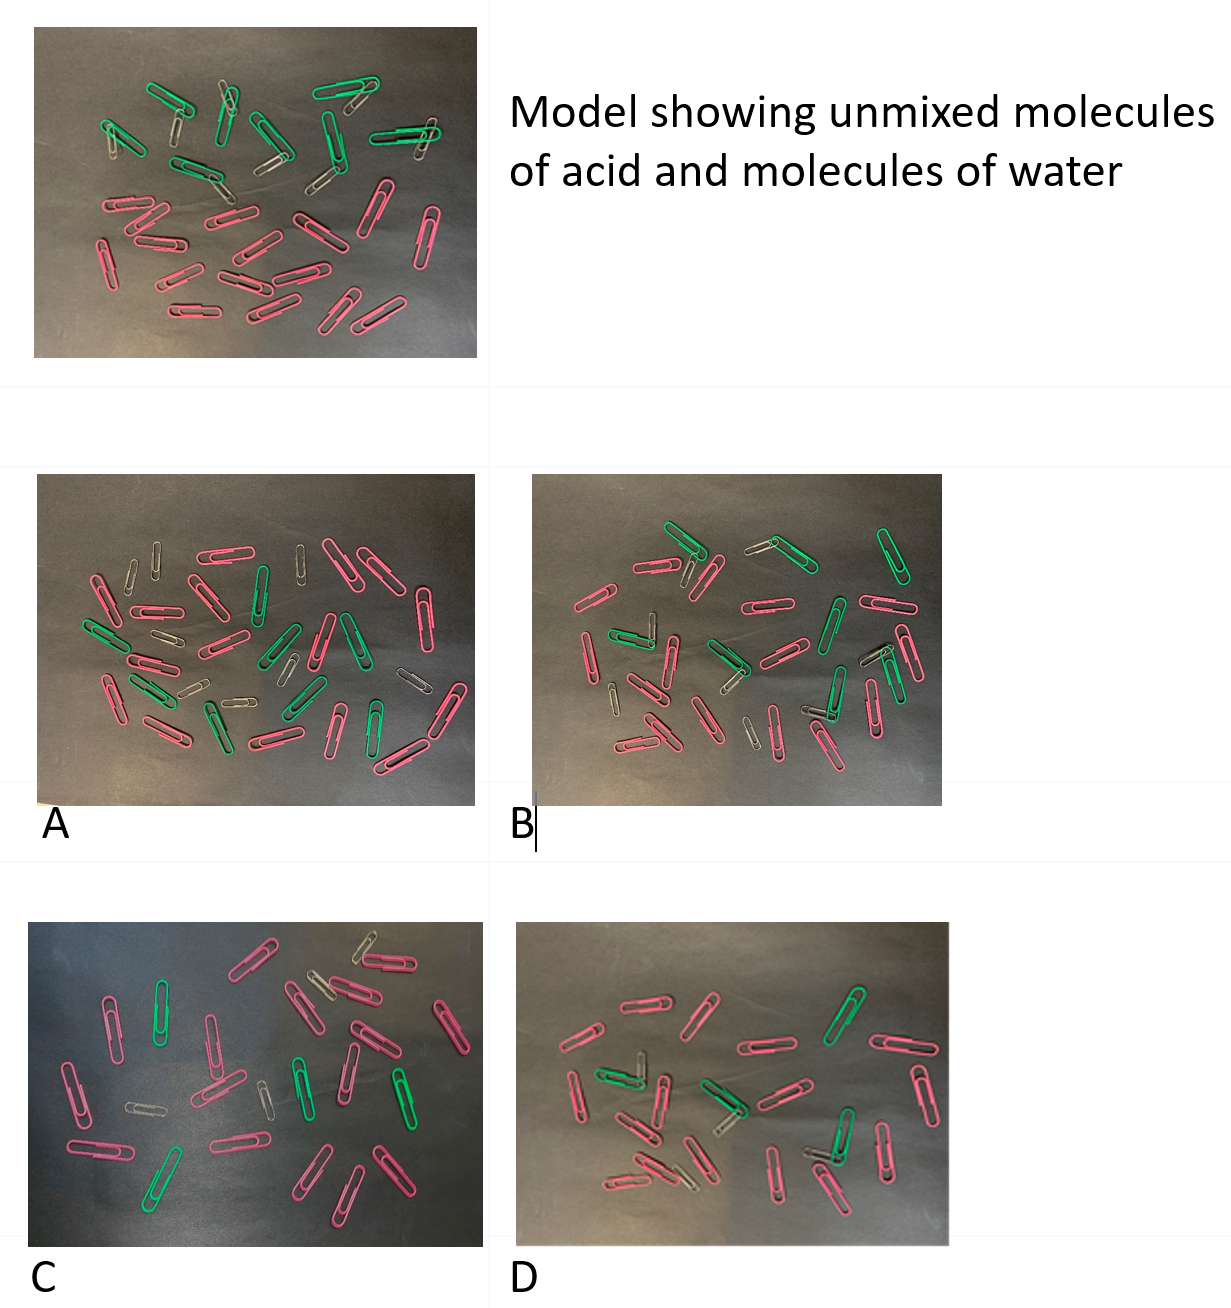 Model showing unmixed molecules
of acid and molecules of water
A
B
C
D